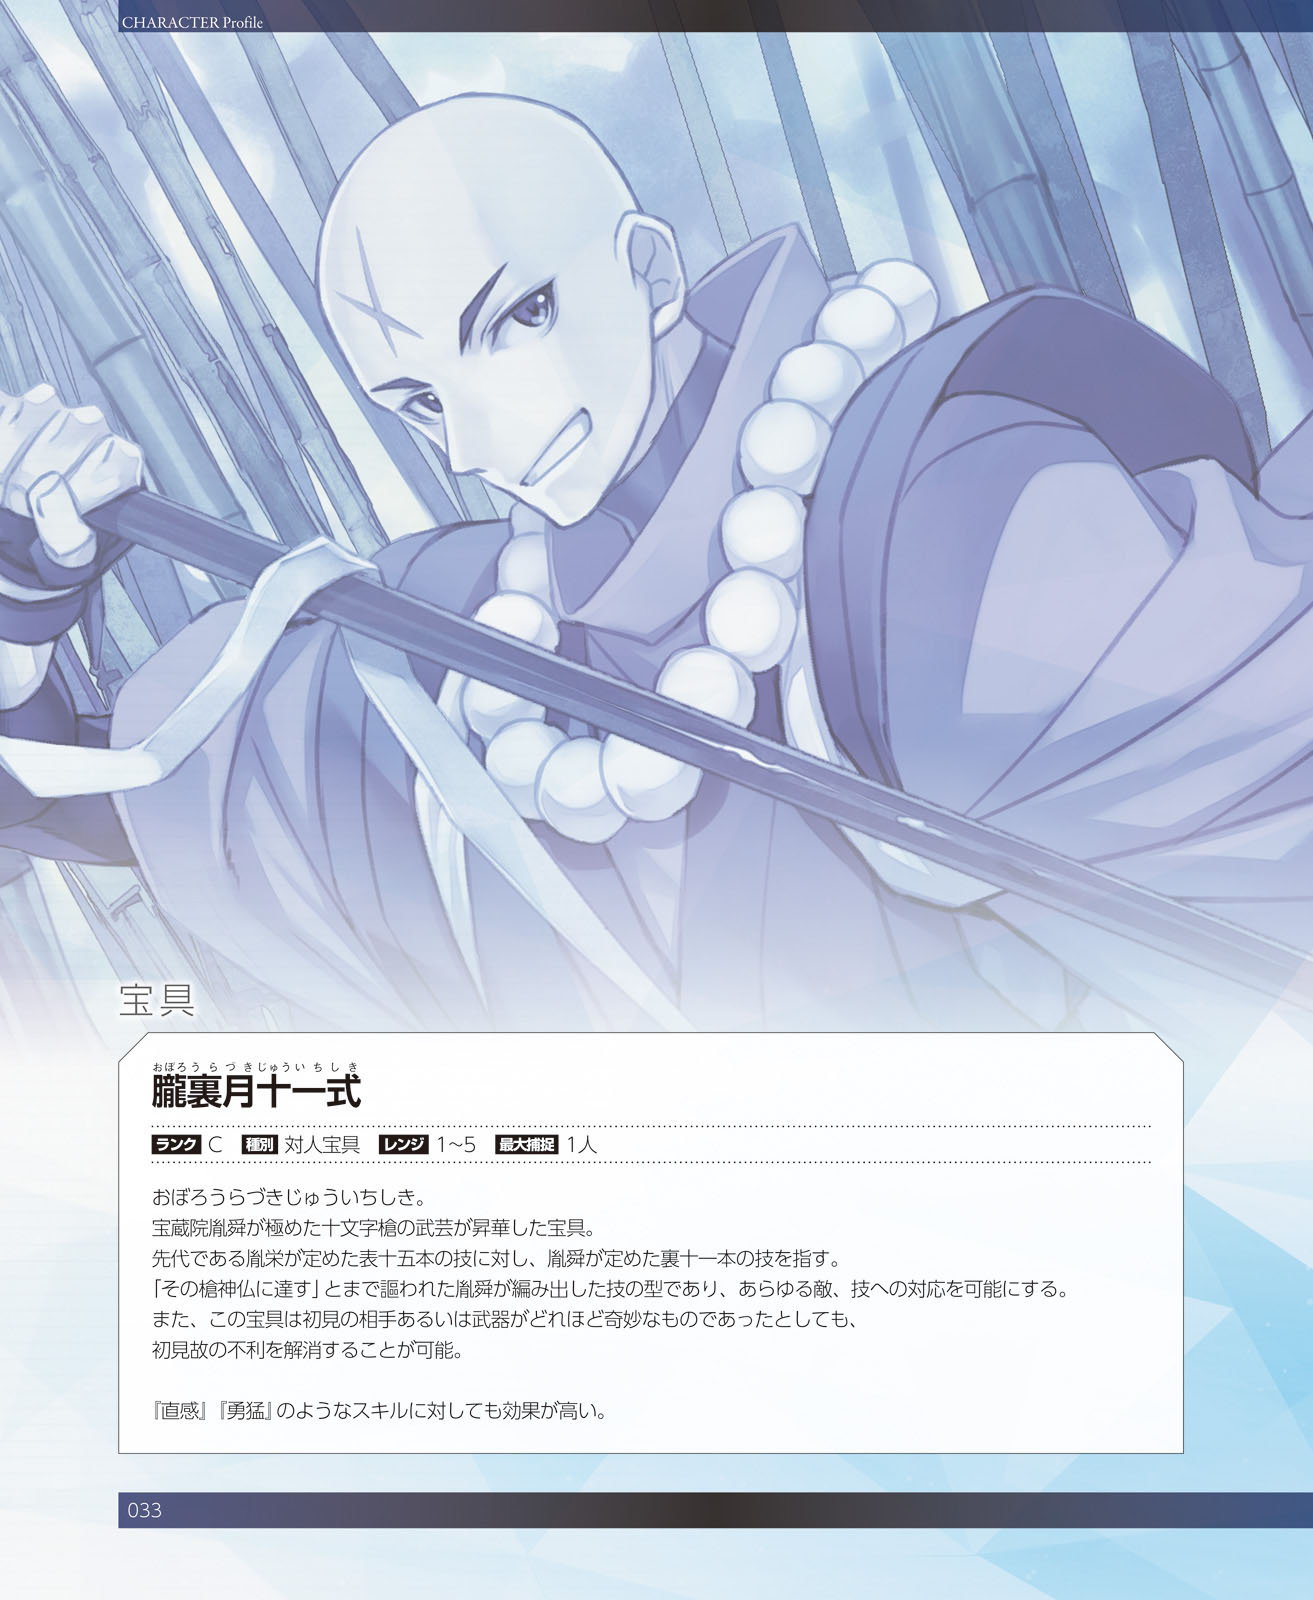 CHARACTER Profile
宝具
おぼろうらづきじゅういちしき
朧裏月十一式
ランク C 種別 対人宝具 レンジ 1~5 最大捕捉 1人
おぼろうらづきじゅういちしき。
宝蔵院胤舜が極めた十文字槍の武芸が昇華した宝具。
先代である胤栄が定めた表十五本の技に対し、胤舜が定めた裏十一本の技を指す。
「その槍神仏に達す」とまで謳われた胤舜が編み出した技の型であり、あらゆる敵、技への対応を可能にする。
また、この宝具は初見の相手あるいは武器がどれほど奇妙なものであったとしても、
初見故の不利を解消することが可能。
『直感』『勇猛』のようなスキルに対しても効果が高い。
033